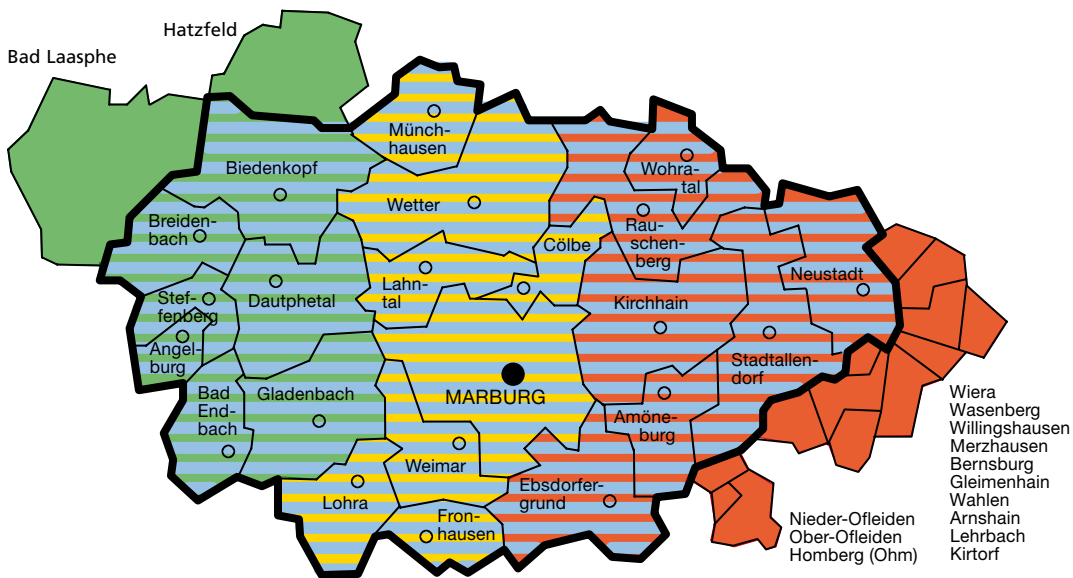 Hatzfeld
Bad Laasphe
Münch-
hausen
Biedenkopf
Wohra-
tal
Wetter
Breiden-
bach
Rau-
schen-
berg
Cölbe
Neustadt
Lahn-
tal
Stef-
fenberg
Dautphetal
Kirchhain
Angel-
burg
Stadtallen-
dorf
Bad
End-
bach
Gladenbach
MARBURG
Amöne-
burg
Weimar
Lohra
Ebsdorfer-
grund
Fron-
hausen
Wiera
Wasenberg
Willingshausen
Merzhausen
Bernsburg
Gleimenhain
Wahlen
Arnshain
Lehrbach
Kirtorf
Nieder-Ofleiden
Ober-Ofleiden
Homberg (Ohm)